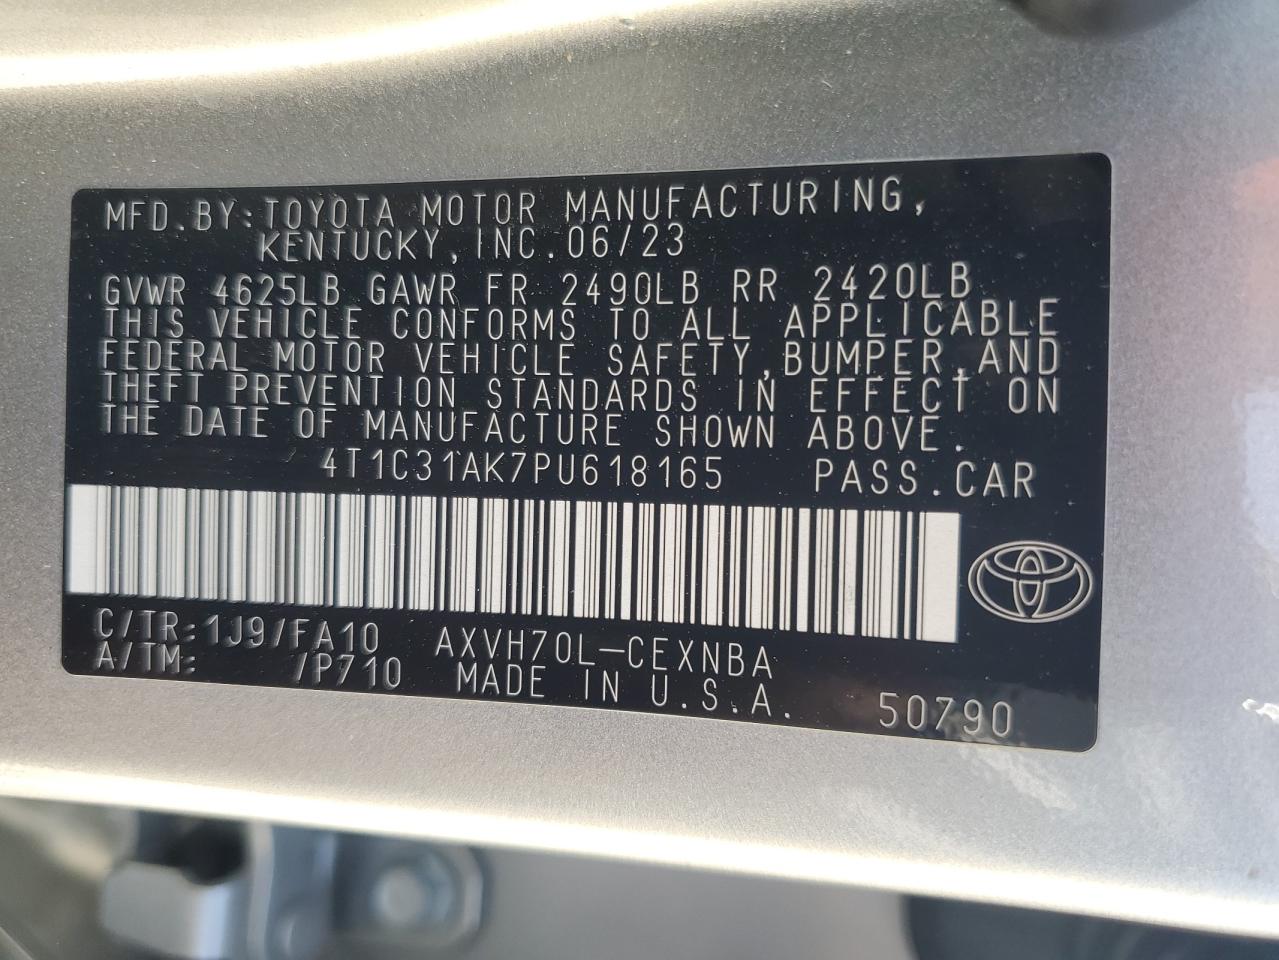 MFD. BY: TOYOTA MOTOR MANUFACTURING,
KENTUCKY, INC. 06/23
GVWR 4625LB GAWR FR 2490LB RR 2420LB
THIS VEHICLE CONFORMS TO ALL APPLICABLE
FEDERAL MOTOR VEHICLE SAFETY, BUMPER, AND
THEFT PREVENTION STANDARDS IN EFFECT ON
THE DATE OF MANUFACTURE SHOWN ABOVE.
4T1C31AK7PU618165 PASS. CAR
C/TR: 1J9/FA10 AXVH70L-CEXNBA
A/TM: /P710 MADE IN U.S.A. 50790